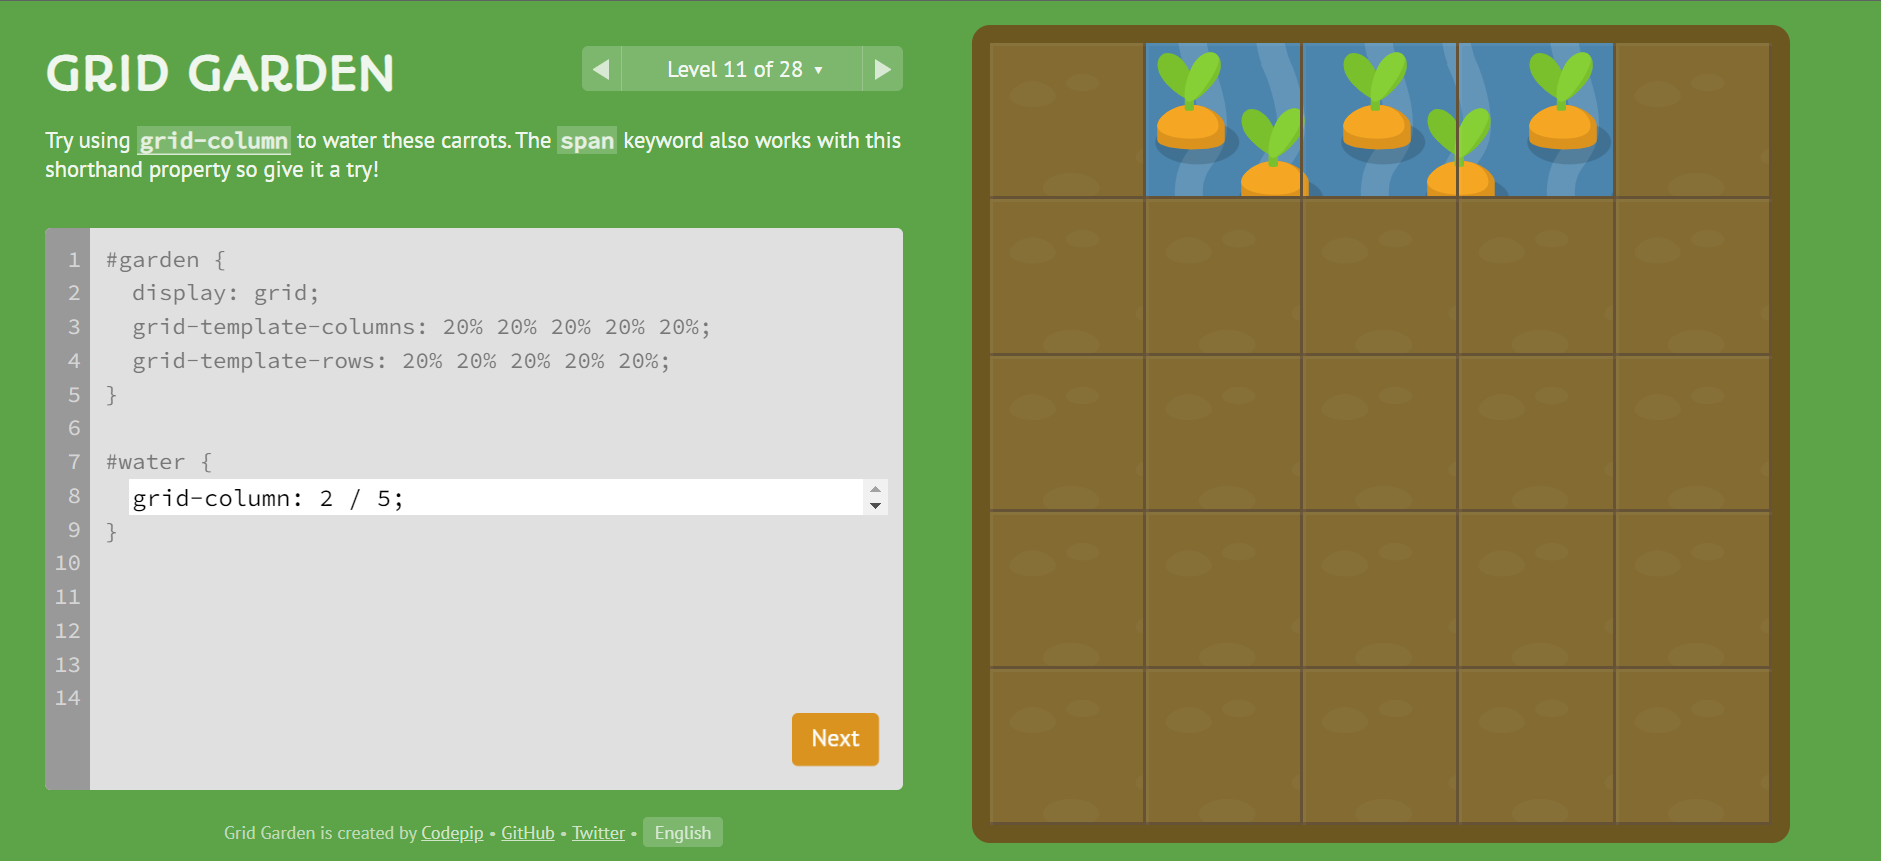 GRID GARDEN
Level 11 of 28 ▼
Try using grid-column to water these carrots. The span keyword also works with this
shorthand property so give it a try!
1 #garden {
2 display: grid;
3 grid-template-columns: 20% 20% 20% 20% 20%;
4 grid-template-rows: 20% 20% 20% 20% 20%;
5 }
6
7 #water {
8 grid-column: 2 / 5;
9 }
10
11
12
13
14
Next
Grid Garden is created by Codepip • GitHub • Twitter • English